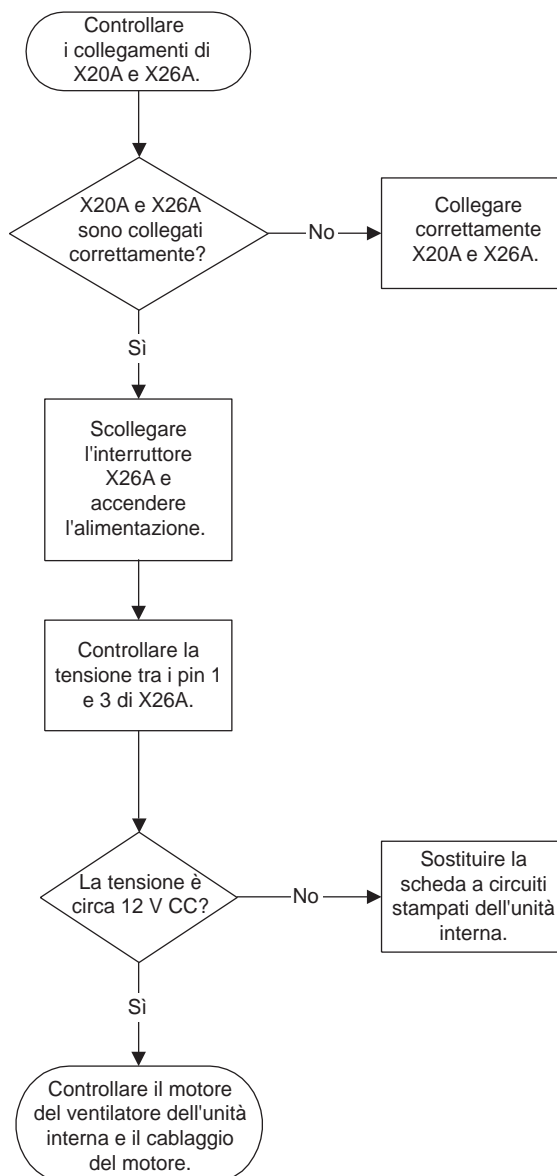 Controllare
i collegamenti di
X20A e X26A.
X20A e X26A
sono collegati
correttamente?
No
Collegare
correttamente
X20A e X26A.
Sì
Scollegare
l'interruttore
X26A e
accendere
l'alimentazione.
Controllare la
tensione tra i pin 1
e 3 di X26A.
La tensione è
circa 12 V CC?
No
Sostituire la
scheda a circuiti
stampati dell'unità
interna.
Sì
Controllare il motore
del ventilatore dell'unità
interna e il cablaggio
del motore.